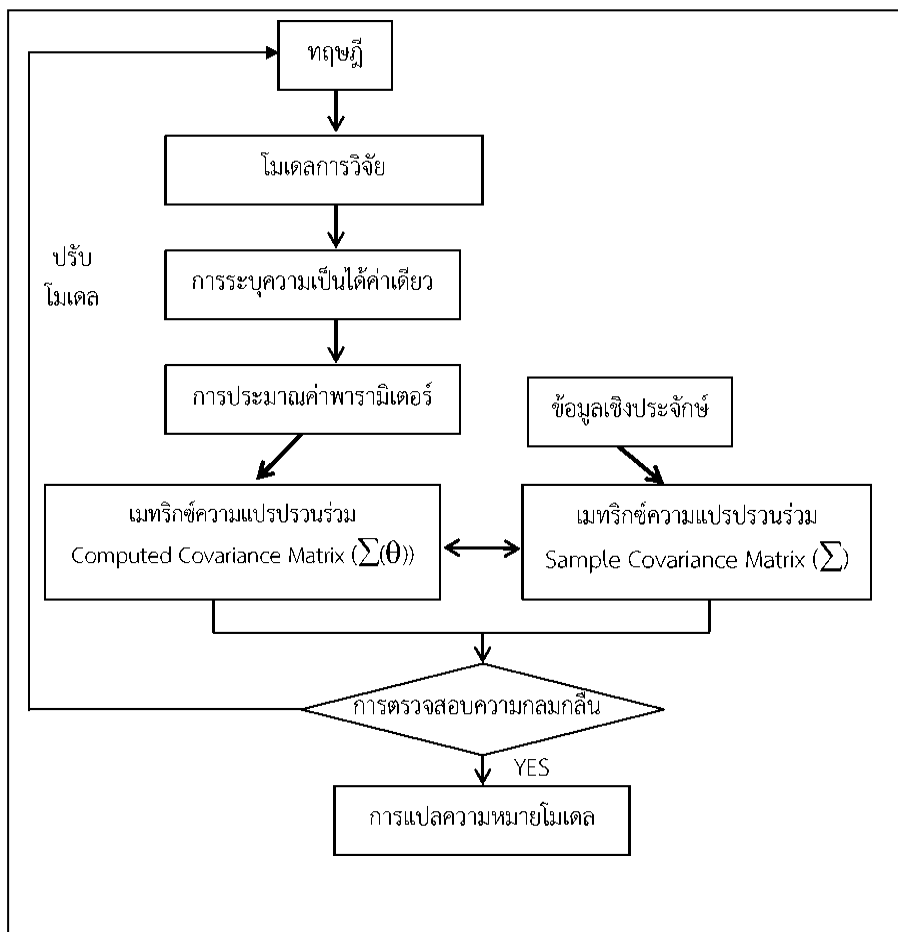 ทฤษฎี
โมเดลการวิจัย
ปรับ
โมเดล
การระบุความเป็นได้ค่าเดียว
การประมาณค่าพารามิเตอร์
ข้อมูลเชิงประจักษ์
เมทริกซ์ความแปรปรวนร่วม
Computed Covariance Matrix (∑(θ))
เมทริกซ์ความแปรปรวนร่วม
Sample Covariance Matrix (∑)
การตรวจสอบความกลมกลืน
YES
การแปลความหมายโมเดล